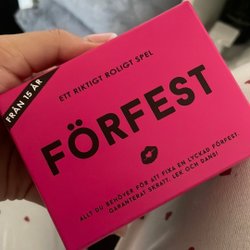 FRÅN 15 ÅR
ETT RIKTIGT ROLIGT SPEL
FÖRFEST
ALLT DU BEHÖVER FÖR ATT FIXA EN LYCKAD FÖRFEST!
GARANTERAT SKRATT, LEK OCH DANS!